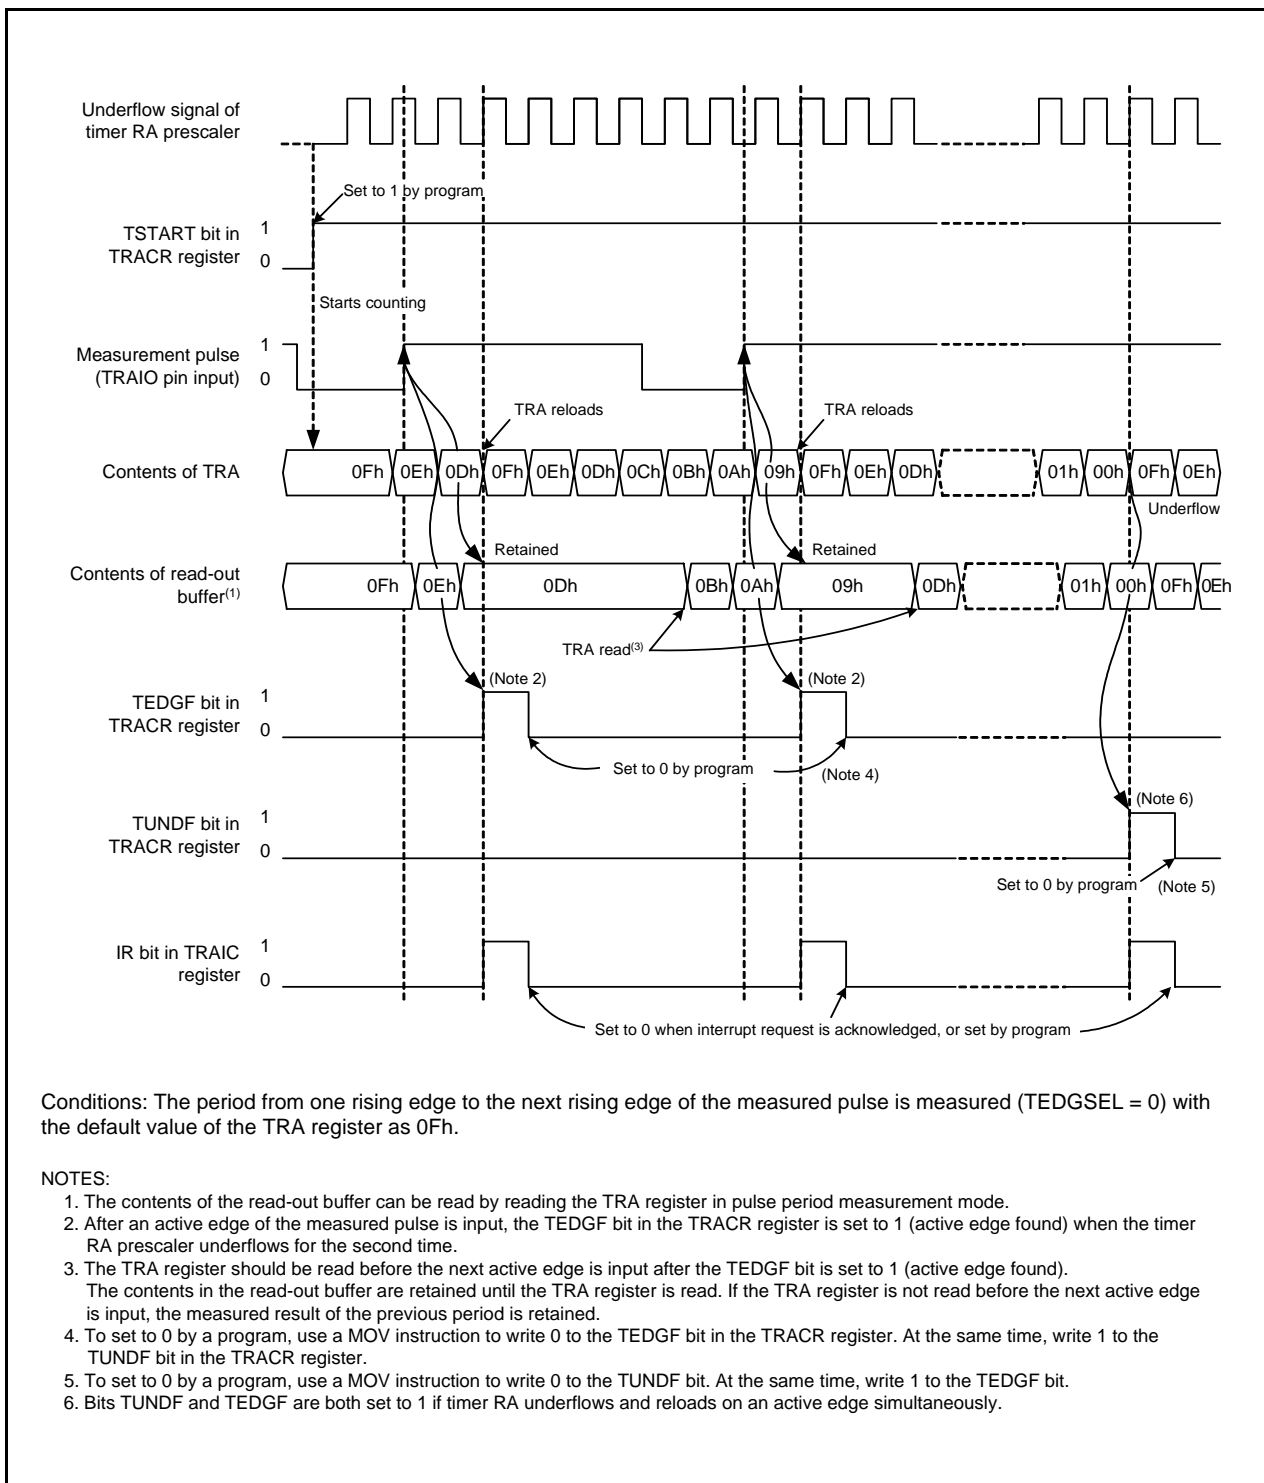 Underflow signal of
timer RA prescaler
Set to 1 by program
TSTART bit in
TRACR register
1
0
Starts counting
Measurement pulse
(TRAIO pin input)
1
0
TRA reloads
TRA reloads
Contents of TRA
0Fh 0Eh 0Dh 0Fh 0Eh 0Dh 0Ch 0Bh 0Ah 09h 0Fh 0Eh 0Dh 01h 00h 0Fh 0Eh
Underflow
Retained
Retained
Contents of read-out
buffer(1)
0Fh 0Eh 0Dh 0Bh 0Ah 09h 0Dh 01h 00h 0Fh 0Eh
TRA read(3)
(Note 2)
(Note 2)
TEDGF bit in
TRACR register
1
0
Set to 0 by program
(Note 4)
(Note 6)
TUNDF bit in
TRACR register
1
0
Set to 0 by program
(Note 5)
IR bit in TRAIC
register
1
0
Set to 0 when interrupt request is acknowledged, or set by program
Conditions: The period from one rising edge to the next rising edge of the measured pulse is measured (TEDGSEL = 0) with
the default value of the TRA register as 0Fh.
NOTES:
1. The contents of the read-out buffer can be read by reading the TRA register in pulse period measurement mode.
2. After an active edge of the measured pulse is input, the TEDGF bit in the TRACR register is set to 1 (active edge found) when the timer
RA prescaler underflows for the second time.
3. The TRA register should be read before the next active edge is input after the TEDGF bit is set to 1 (active edge found).
The contents in the read-out buffer are retained until the TRA register is read. If the TRA register is not read before the next active edge
is input, the measured result of the previous period is retained.
4. To set to 0 by a program, use a MOV instruction to write 0 to the TEDGF bit in the TRACR register. At the same time, write 1 to the
TUNDF bit in the TRACR register.
5. To set to 0 by a program, use a MOV instruction to write 0 to the TUNDF bit. At the same time, write 1 to the TEDGF bit.
6. Bits TUNDF and TEDGF are both set to 1 if timer RA underflows and reloads on an active edge simultaneously.